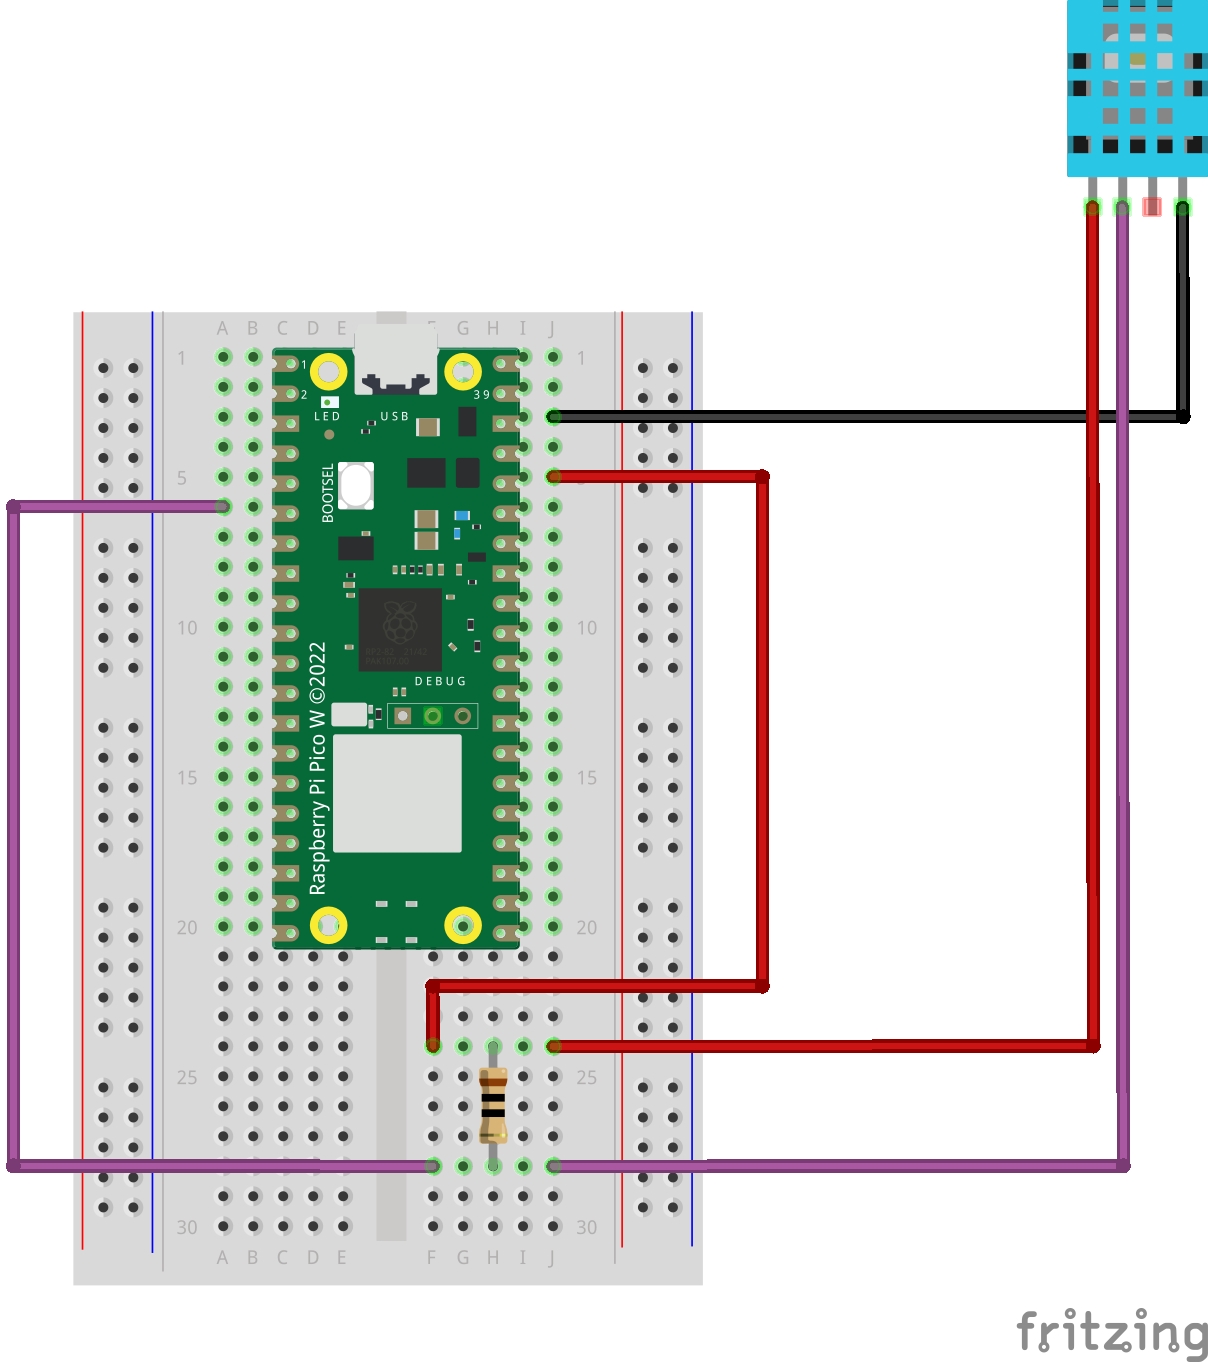 A B C D E F G H I J
1 1
1
2 39
LED USB
5
BOOTSEL
10 10
DEBUG
Raspberry Pi Pico W ©2022
15 15
20 20
25 25
30 30
A B C D E F G H I J
fritzing